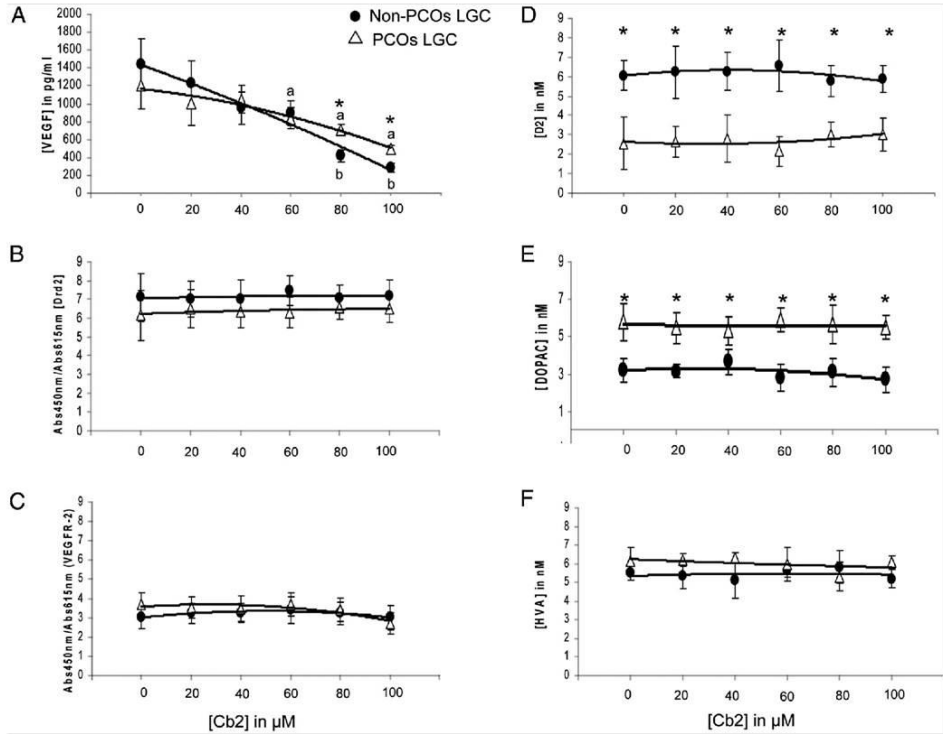 A
Non-PCOs LGC
PCOs LGC
[VEGF] in pg/ml
2000
1800
1600
1400
1200
1000
800
600
400
200
0
a
*
a
*
a
b
b
0 20 40 60 80 100
B
Abs450nm/Abs615nm [Drd2]
9
8
7
6
5
4
3
2
1
0
0 20 40 60 80 100
C
Abs450nm/Abs615nm (VEGFR-2)
9
8
7
6
5
4
3
2
1
0
0 20 40 60 80 100
[Cb2] in μM
D
[D2] in nM
9
8
7
6
5
4
3
2
1
0
* * * * * *
0 20 40 60 80 100
E
[DOPAC] in nM
9
7
5
3
1
* * * * * *
0 20 40 60 80 100
F
[HVA] in nM
9
8
7
6
5
4
3
2
1
0
0 20 40 60 80 100
[Cb2] in μM